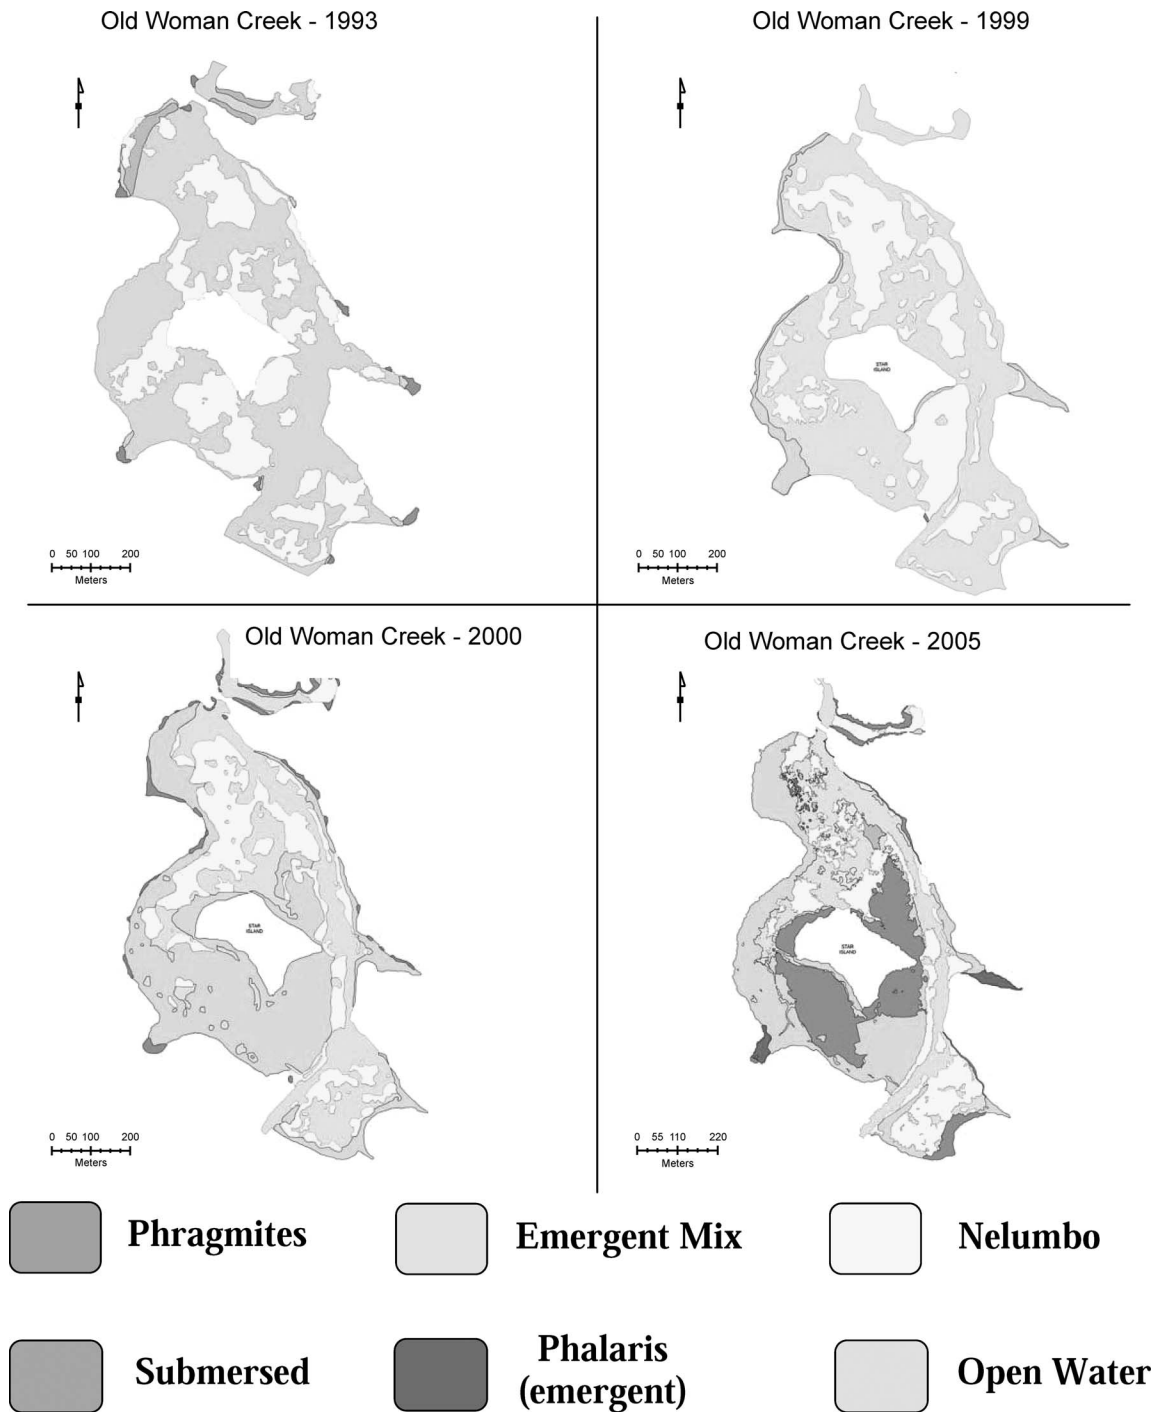 Old Woman Creek - 1993
0 50 100 200
Meters
Old Woman Creek - 1999
STAR
ISLAND
0 50 100 200
Meters
Old Woman Creek - 2000
STAR
ISLAND
0 50 100 200
Meters
Old Woman Creek - 2005
STAR
ISLAND
0 55 110 220
Meters
Phragmites
Emergent Mix
Nelumbo
Submersed
Phalaris
(emergent)
Open Water